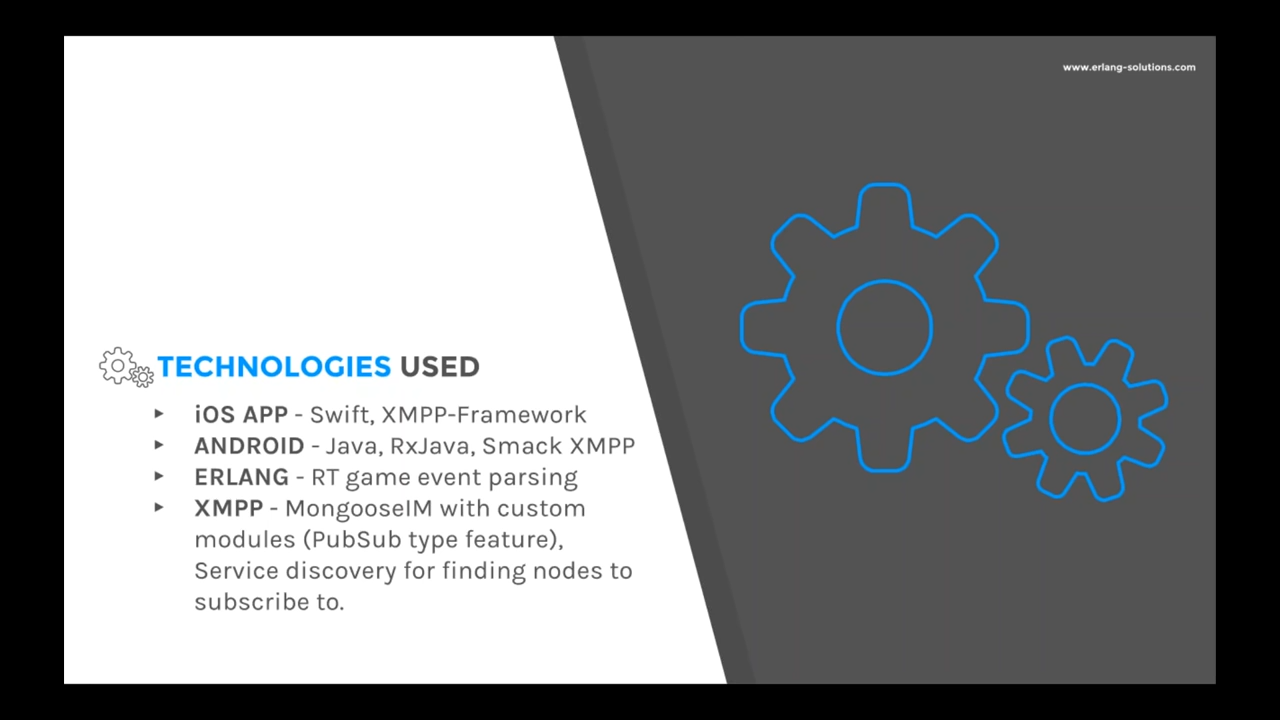 www.erlang-solutions.com
TECHNOLOGIES USED
iOS APP - Swift, XMPP-Framework
ANDROID - Java, RxJava, Smack XMPP
ERLANG - RT game event parsing
XMPP - MongooseIM with custom
modules (PubSub type feature),
Service discovery for finding nodes to
subscribe to.